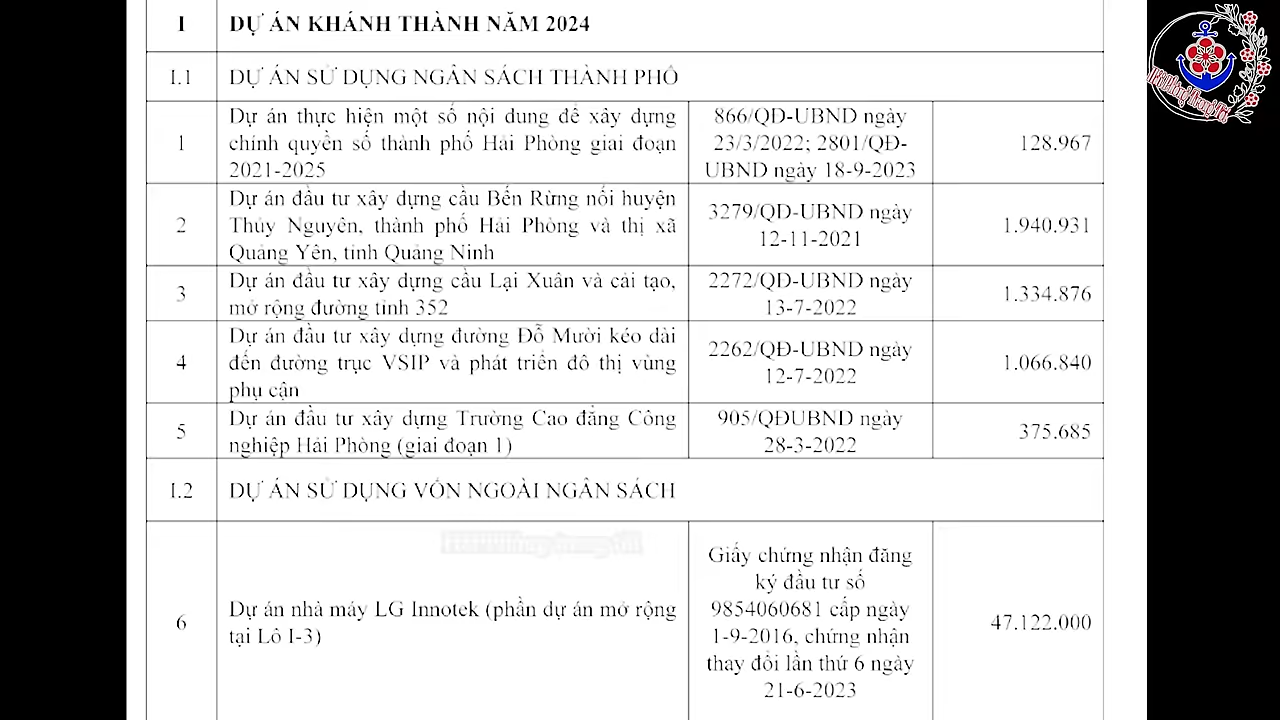 I DỰ ÁN KHÁNH THÀNH NĂM 2024
I.1 DỰ ÁN SỬ DỤNG NGÂN SÁCH THÀNH PHỐ
1
Dự án thực hiện một số nội dung để xây dựng
chính quyền số thành phố Hải Phòng giai đoạn
2021-2025
866/QĐ-UBND ngày
23/3/2022; 2801/QĐ-
UBND ngày 18-9-2023
128.967
2
Dự án đầu tư xây dựng cầu Bến Rừng nối huyện
Thủy Nguyên, thành phố Hải Phòng và thị xã
Quảng Yên, tỉnh Quảng Ninh
3279/QĐ-UBND ngày
12-11-2021
1.940.931
3
Dự án đầu tư xây dựng cầu Lại Xuân và cải tạo,
mở rộng đường tỉnh 352
2272/QĐ-UBND ngày
13-7-2022
1.334.876
4
Dự án đầu tư xây dựng đường Đỗ Mười kéo dài
đến đường trục VSIP và phát triển đô thị vùng
phụ cận
2262/QĐ-UBND ngày
12-7-2022
1.066.840
5
Dự án đầu tư xây dựng Trường Cao đẳng Công
nghiệp Hải Phòng (giai đoạn 1)
905/QĐUBND ngày
28-3-2022
375.685
I.2 DỰ ÁN SỬ DỤNG VỐN NGOÀI NGÂN SÁCH
6
Dự án nhà máy LG Innotek (phần dự án mở rộng
tại Lô I-3)
Giấy chứng nhận đăng
ký đầu tư số
9854060681 cấp ngày
1-9-2016, chứng nhận
thay đổi lần thứ 6 ngày
21-6-2023
47.122.000